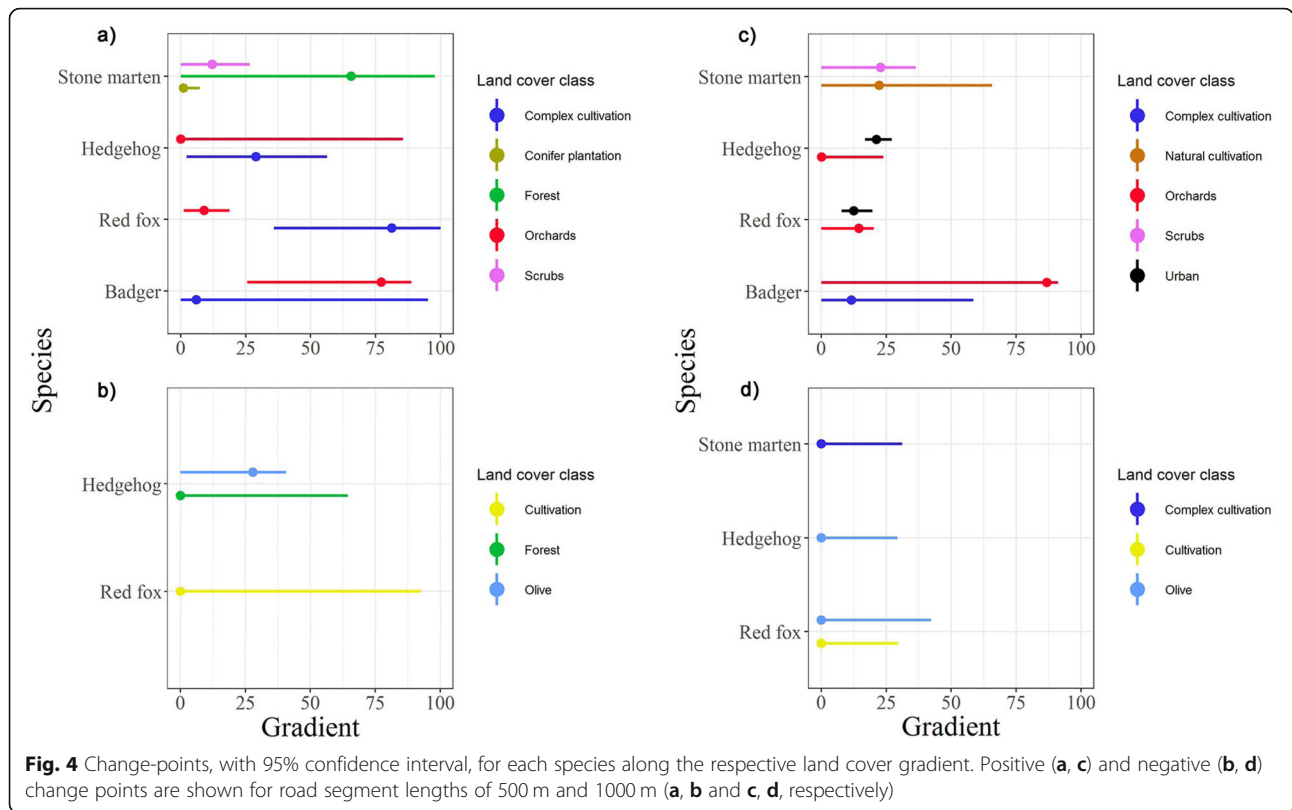 a)
Stone marten
Hedgehog
Red fox
Badger
0 25 50 75 100
Land cover class
Complex cultivation
Conifer plantation
Forest
Orchards
Scrubs
b)
Hedgehog
Red fox
0 25 50 75 100
Species
Gradient
Land cover class
Cultivation
Forest
Olive
c)
Stone marten
Hedgehog
Red fox
Badger
0 25 50 75 100
Land cover class
Complex cultivation
Natural cultivation
Orchards
Scrubs
Urban
d)
Stone marten
Hedgehog
Red fox
0 25 50 75 100
Species
Gradient
Land cover class
Complex cultivation
Cultivation
Olive
Fig. 4 Change-points, with 95% confidence interval, for each species along the respective land cover gradient. Positive (a, c) and negative (b, d)
change points are shown for road segment lengths of 500 m and 1000 m (a, b and c, d, respectively)